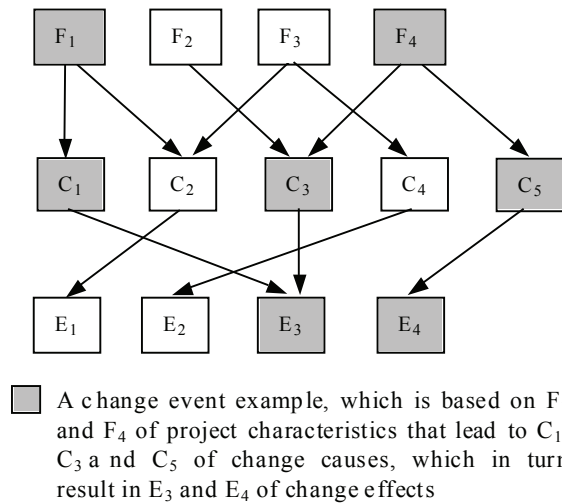 F1 F2 F3 F4
C1 C2 C3 C4 C5
E1 E2 E3 E4
A change event example, which is based on F
and F4 of project characteristics that lead to C1
C3 and C5 of change causes, which in turn
result in E3 and E4 of change effects